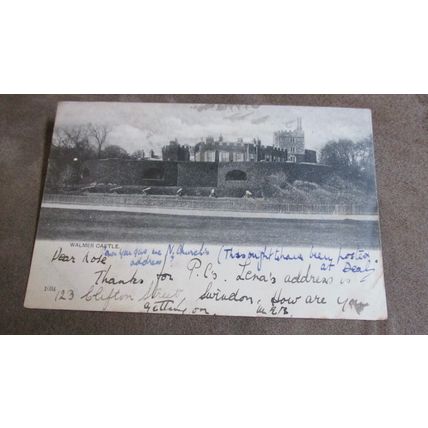 WALMER CASTLE.
can you give me N. Church's address?
(This ought to have been posted at Deal)
Dear Rose
Thanks for P.Cs. Lena's address is
123 Clifton Street Swindon, How are you
getting on,